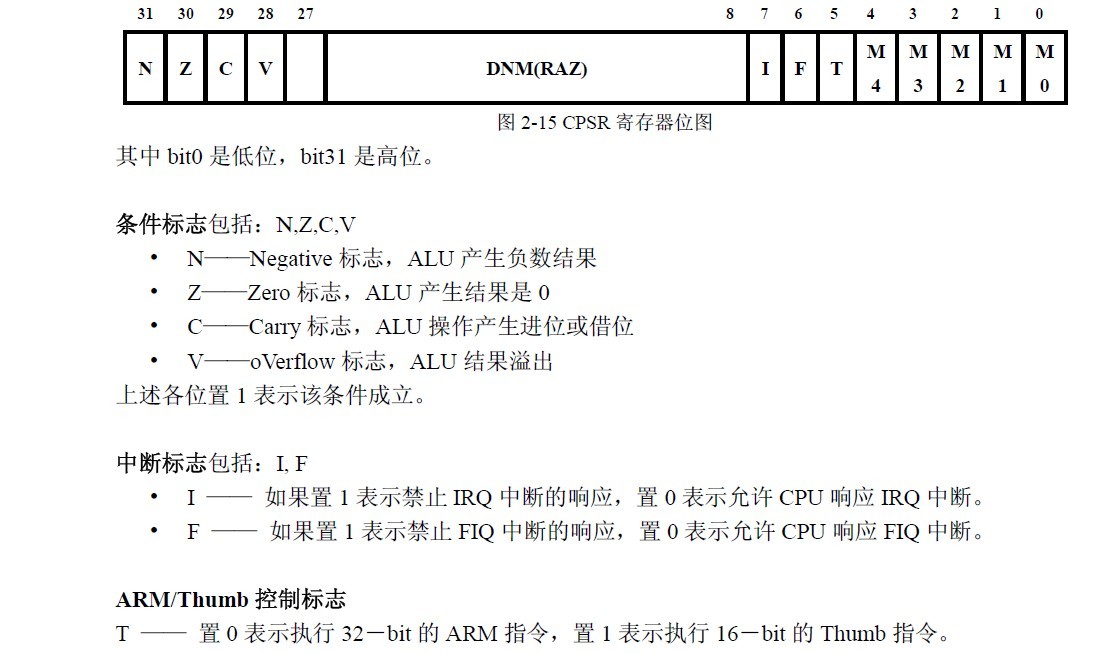 31 30 29 28 27 8 7 6 5 4 3 2 1 0
N Z C V DNM(RAZ) I F T M4 M3 M2 M1 M0
图 2-15 CPSR 寄存器位图
其中 bit0 是低位，bit31 是高位。
条件标志包括：N,Z,C,V
• N——Negative 标志，ALU 产生负数结果
• Z——Zero 标志，ALU 产生结果是 0
• C——Carry 标志，ALU 操作产生进位或借位
• V——oVerflow 标志，ALU 结果溢出
上述各位置 1 表示该条件成立。
中断标志包括：I, F
• I —— 如果置 1 表示禁止 IRQ 中断的响应，置 0 表示允许 CPU 响应 IRQ 中断。
• F —— 如果置 1 表示禁止 FIQ 中断的响应，置 0 表示允许 CPU 响应 FIQ 中断。
ARM/Thumb 控制标志
T —— 置 0 表示执行 32－bit 的 ARM 指令，置 1 表示执行 16－bit 的 Thumb 指令。